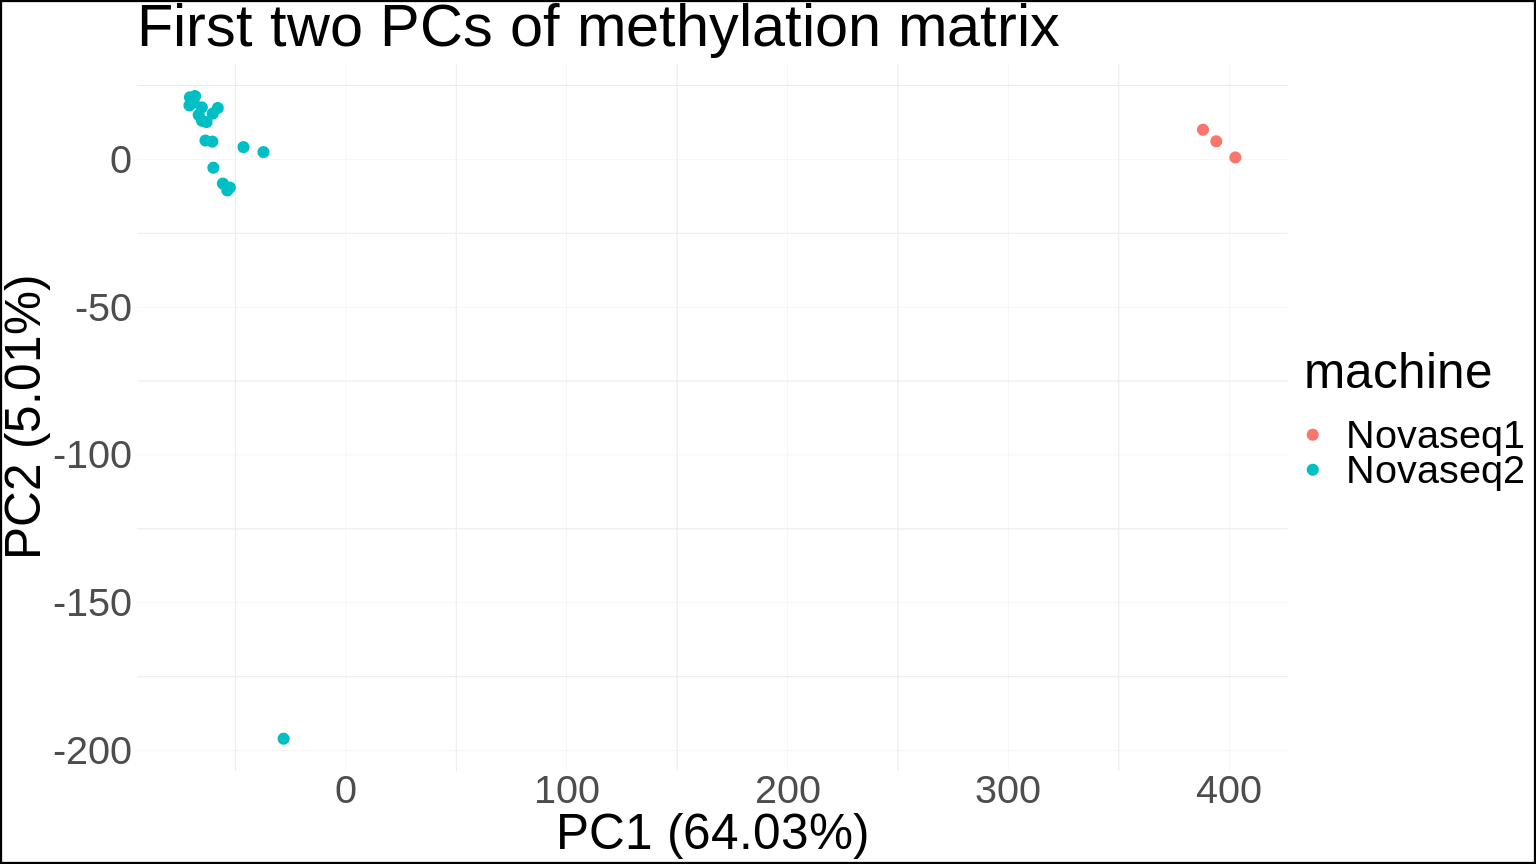 First two PCs of methylation matrix
0
-50
-100
-150
-200
PC2 (5.01%)
0 100 200 300 400
PC1 (64.03%)
machine
Novaseq1
Novaseq2